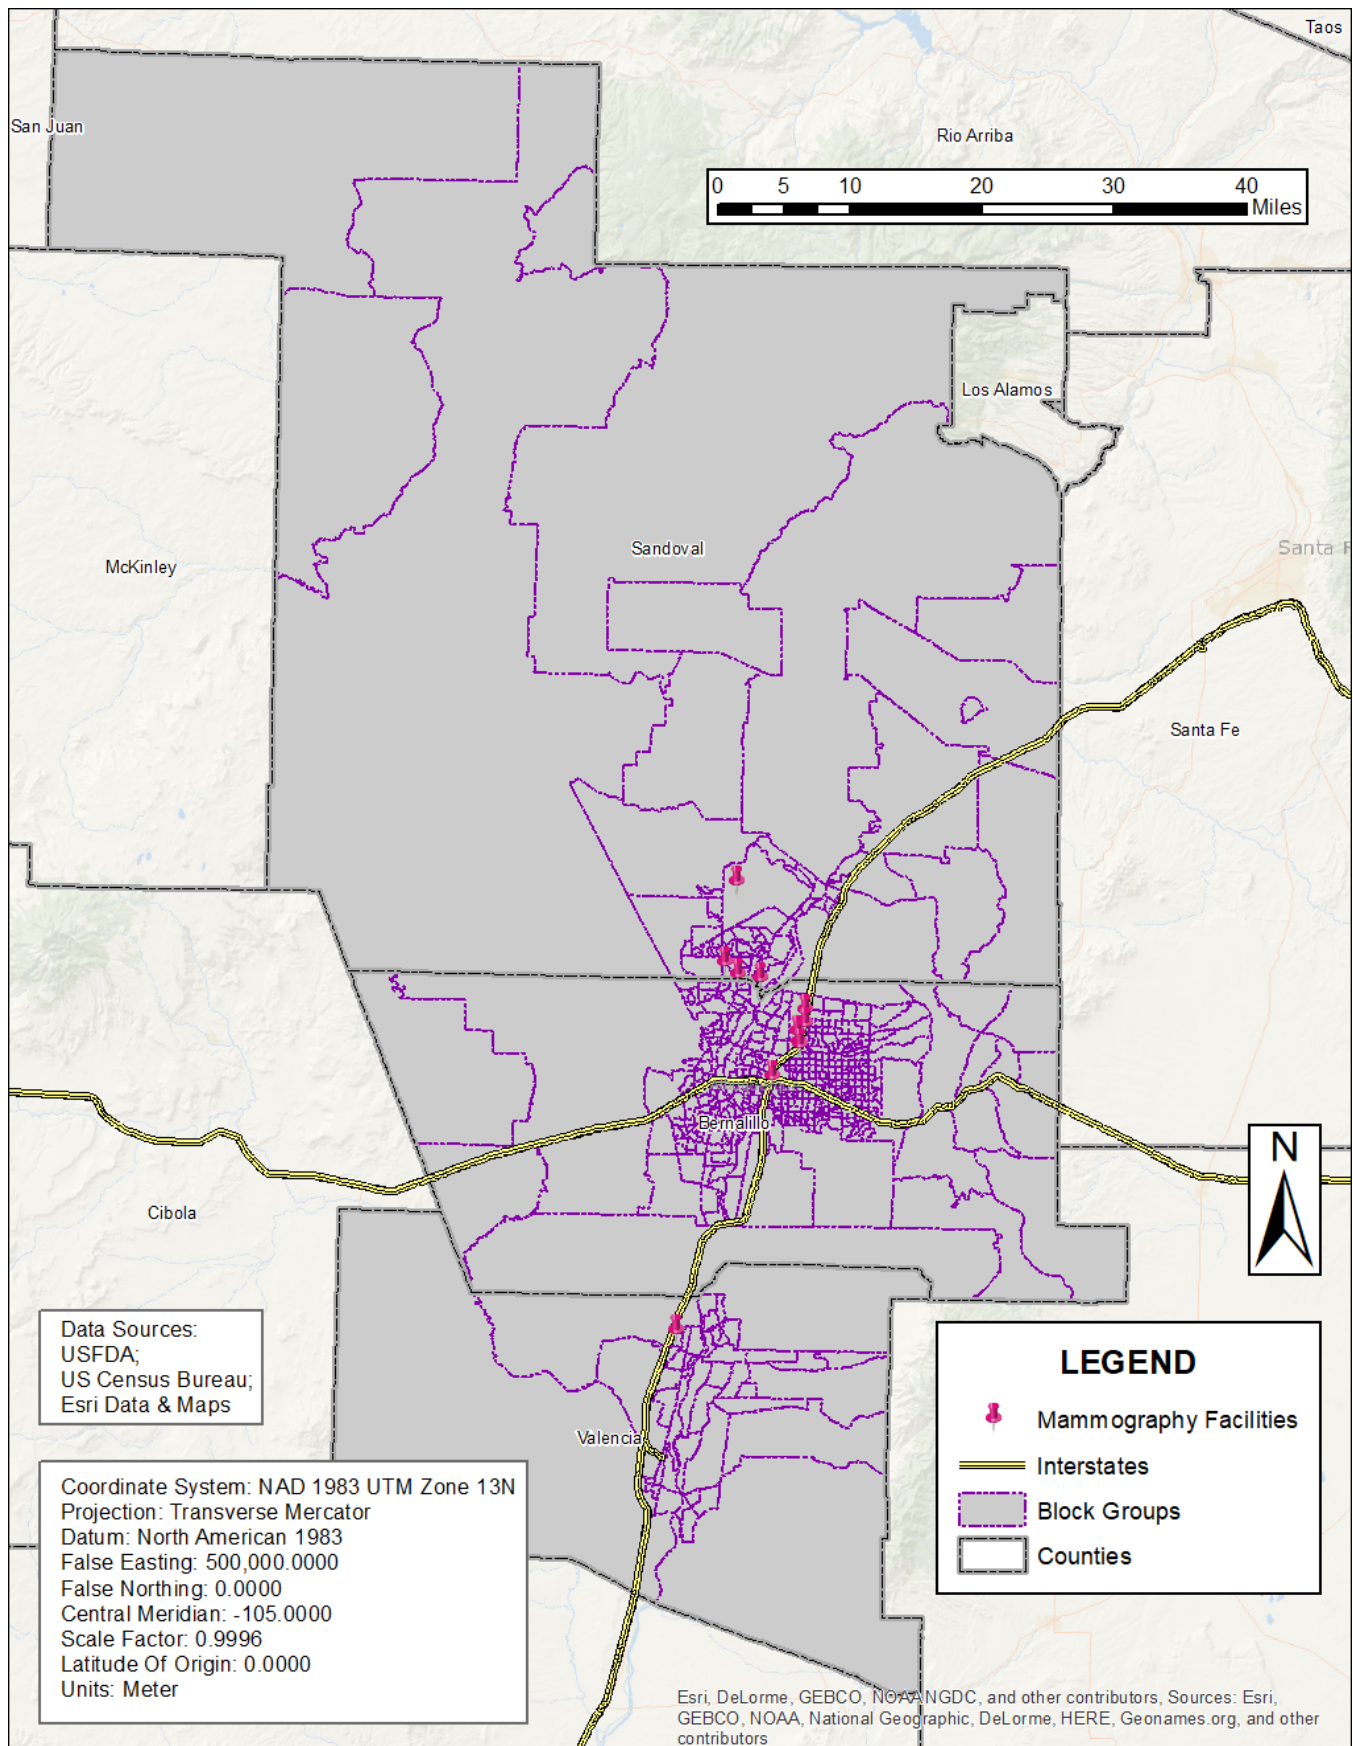 Taos
San Juan
Rio Arriba
0 5 10 20 30 40
Miles
Los Alamos
Sandoval
Santa F
McKinley
Santa Fe
Bernalillo
N
Cibola
Data Sources:
USFDA;
US Census Bureau;
Esri Data & Maps
LEGEND
Mammography Facilities
Interstates
Block Groups
Counties
Valencia
Coordinate System: NAD 1983 UTM Zone 13N
Projection: Transverse Mercator
Datum: North American 1983
False Easting: 500,000.0000
False Northing: 0.0000
Central Meridian: -105.0000
Scale Factor: 0.9996
Latitude Of Origin: 0.0000
Units: Meter
Esri, DeLorme, GEBCO, NOAA NGDC, and other contributors, Sources: Esri,
GEBCO, NOAA, National Geographic, DeLorme, HERE, Geonames.org, and other
contributors